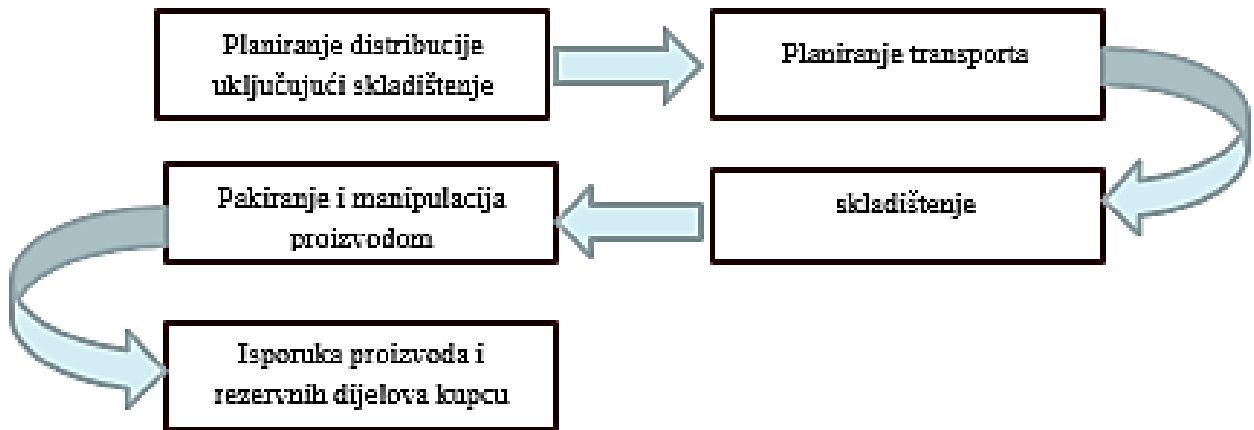 Planiranje distribucije
uključujući skladištenje
Planiranje transporta
skladištenje
Pakiranje i manipulacija
proizvodom
Isporuka proizvoda i
rezervnih dijelova kupcu